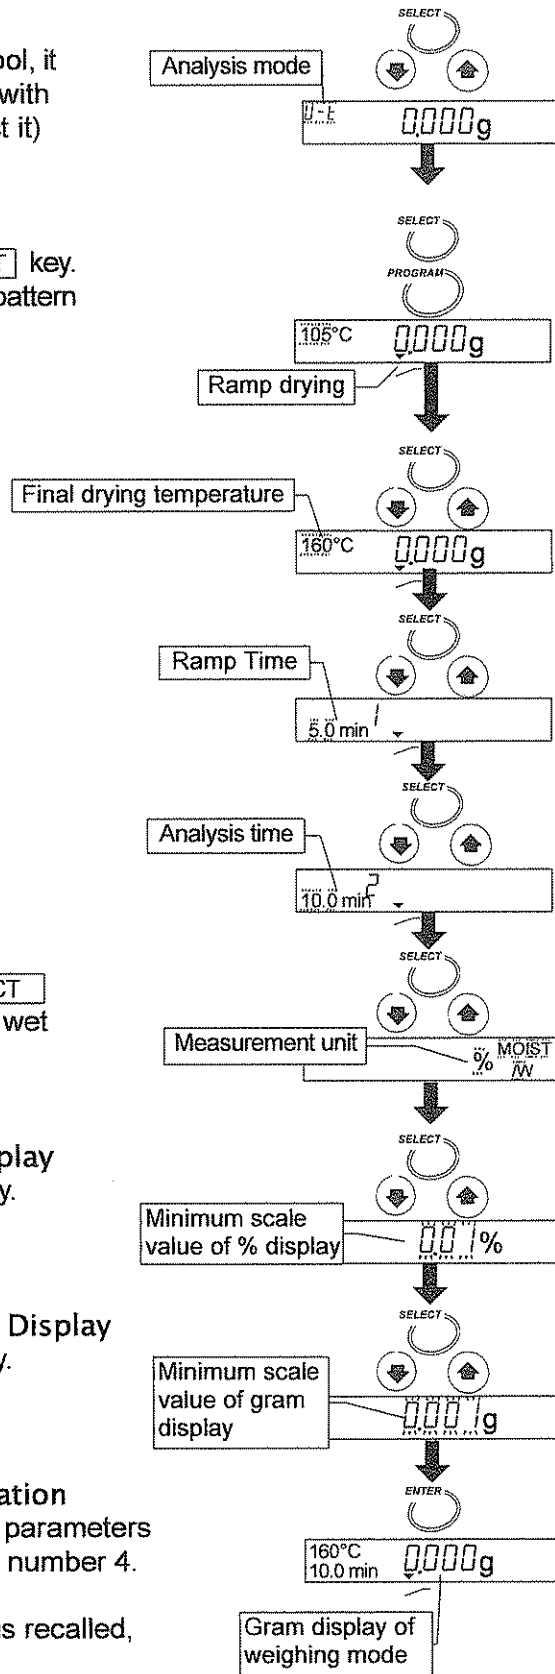 SELECT
ool, it
with
t it)
Analysis mode
U-t 0.000g
SELECT
key.
PROGRAM
pattern
105°C 0.000g
Ramp drying
SELECT
Final drying temperature
160°C 0.000g
SELECT
Ramp Time
5.0 min 1
SELECT
Analysis time
10.0 min 2
SELECT
CT
wet
Measurement unit
% MOIST
/W
SELECT
play
y.
Minimum scale
value of % display
0.01%
SELECT
Display
y.
Minimum scale
value of gram
display
0.001g
ENTER
ation
parameters
number 4.
160°C
10.0 min 0.000g
s recalled,
Gram display of
weighing mode